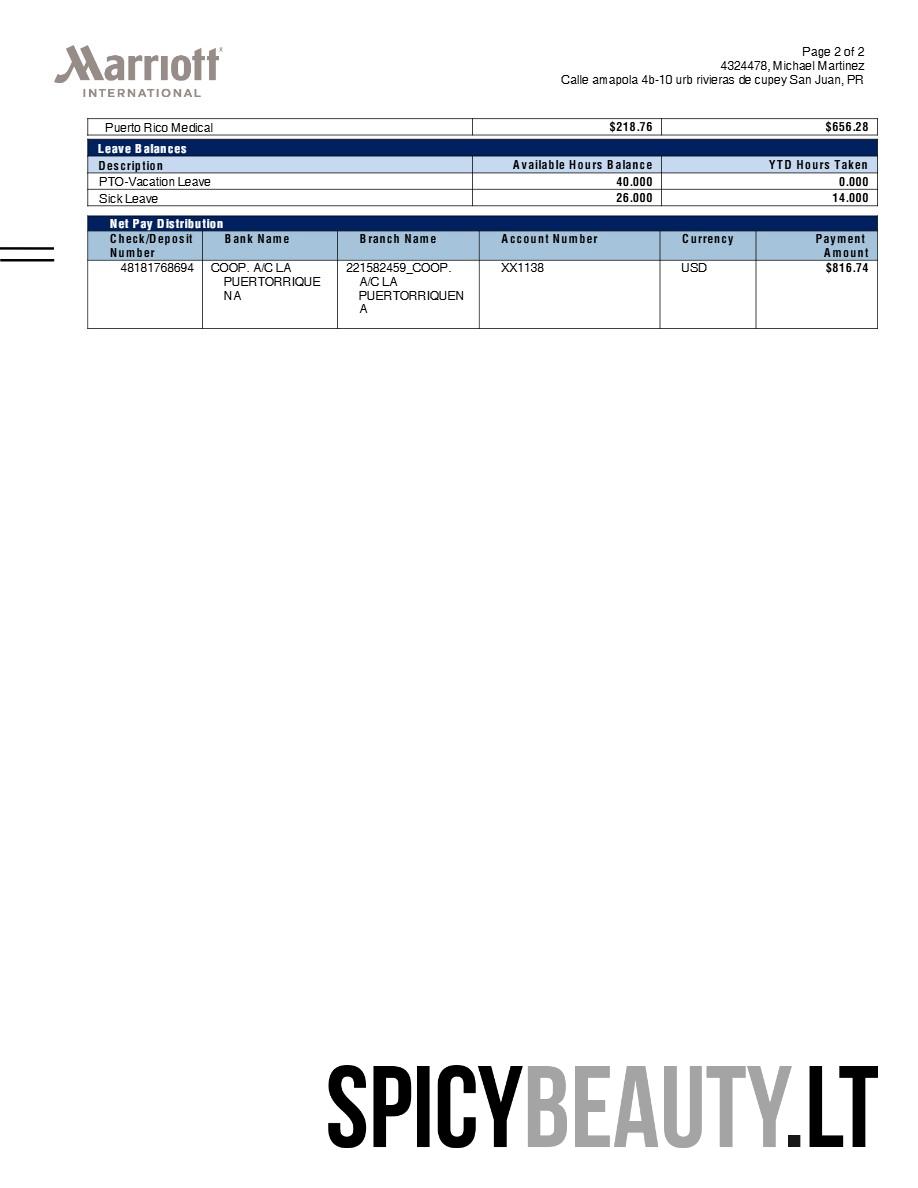 Marriott
INTERNATIONAL
Page 2 of 2
4324478, Michael Martinez
Calle amapola 4b-10 urb rivieras de cupey San Juan, PR
Puerto Rico Medical $218.76 $656.28
Leave Balances
Description Available Hours Balance YTD Hours Taken
PTO-Vacation Leave 40.000 0.000
Sick Leave 26.000 14.000
Net Pay Distribution
Check/Deposit Bank Name Branch Name Account Number Currency Payment
Number Amount
48181768694 COOP. A/C LA 221582459_COOP. XX1138 USD $816.74
PUERTORRIQUE A/C LA
NA PUERTORRIQUEN
A
SPICYBEAUTY.LT